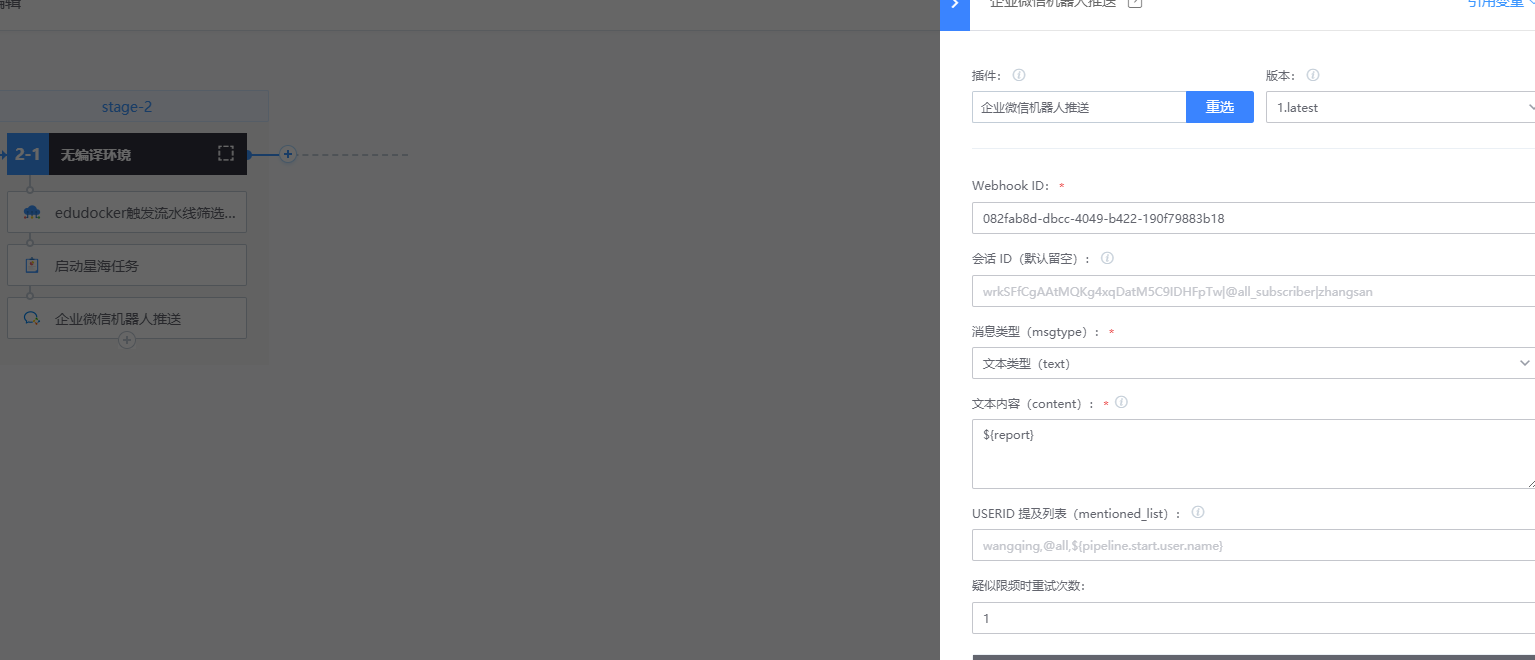 编辑
stage-2
2-1 无编译环境
edudocker触发流水线筛选...
启动星海任务
企业微信机器人推送
企业微信机器人推送
引用变量
插件：
版本：
企业微信机器人推送
重选
1.latest
Webhook ID： *
082fab8d-dbcc-4049-b422-190f79883b18
会话 ID（默认留空）：
wrkSFfCgAAtMQKg4xqDatM5C9IDHFpTw|@all_subscriber|zhangsan
消息类型（msgtype）： *
文本类型（text）
文本内容（content）： *
${report}
USERID 提及列表（mentioned_list）：
wangqing,@all,${pipeline.start.user.name}
疑似限频时重试次数：
1